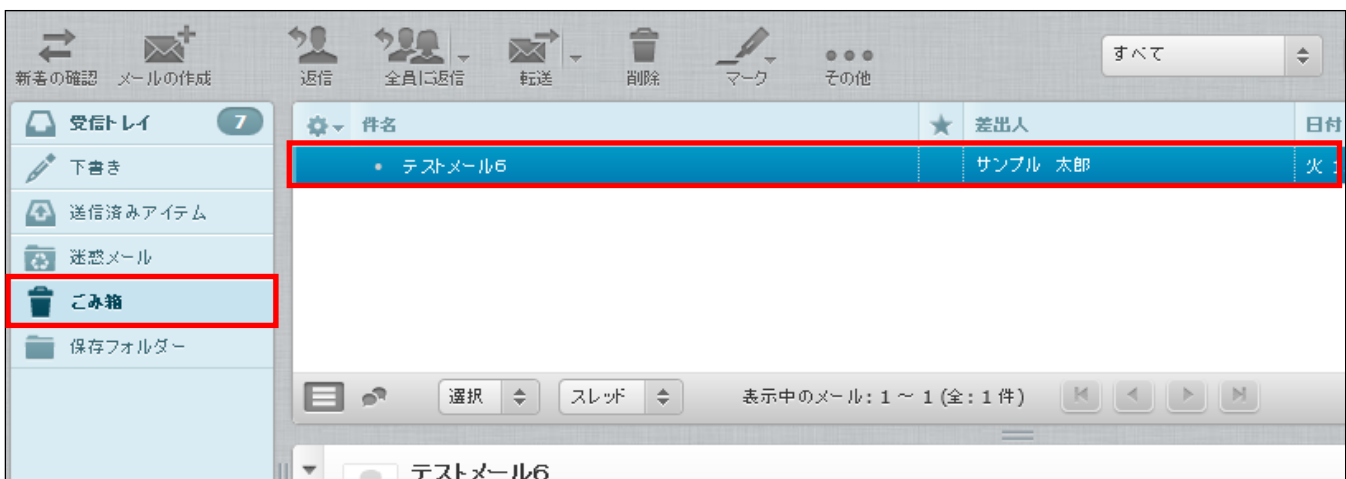 新着の確認 メールの作成 返信 全員に返信 転送 削除 マーク その他 すべて
受信トレイ 7
下書き
送信済みアイテム
迷惑メール
ごみ箱
保存フォルダー
件名 差出人 日付
テストメール6 サンプル 太郎 火
選択 スレッド 表示中のメール: 1 ~ 1 (全: 1 件)
テストメール6